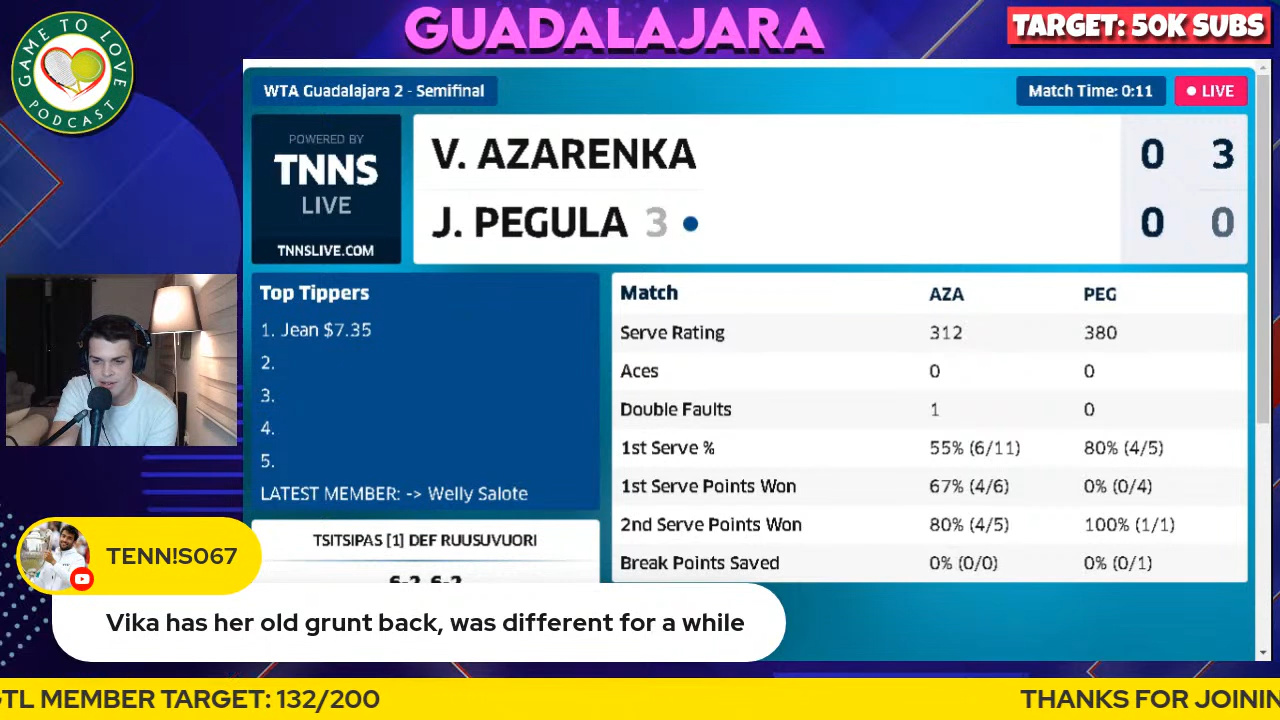 GUADALAJARA
TARGET: 50K SUBS
GAME TO LOVE
PODCAST
WTA Guadalajara 2 - Semifinal
Match Time: 0:11
LIVE
POWERED BY
TNNS
LIVE
TNNSLIVE.COM
V. AZARENKA 0 3
J. PEGULA 3 0 0
Top Tippers
1. Jean $7.35
2.
3.
4.
5.
LATEST MEMBER: -> Welly Salote
TSITSIPAS [1] DEF RUUSUVUORI
6-2 6-2
Match AZA PEG
Serve Rating 312 380
Aces 0 0
Double Faults 1 0
1st Serve % 55% (6/11) 80% (4/5)
1st Serve Points Won 67% (4/6) 0% (0/4)
2nd Serve Points Won 80% (4/5) 100% (1/1)
Break Points Saved 0% (0/0) 0% (0/1)
TENN!S067
Vika has her old grunt back, was different for a while
GTL MEMBER TARGET: 132/200
THANKS FOR JOININ